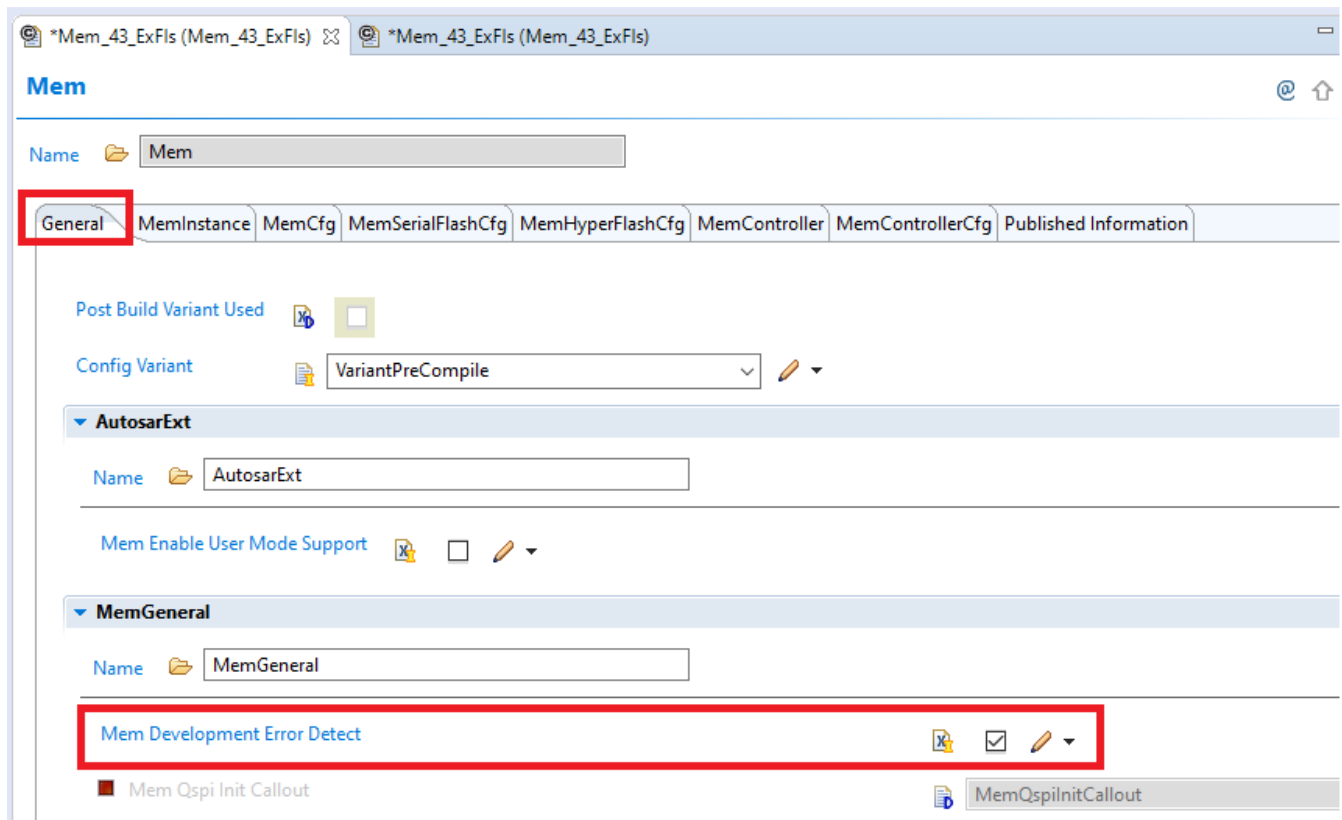 *Mem_43_ExFls (Mem_43_ExFls) *Mem_43_ExFls (Mem_43_ExFls)
Mem
Name Mem
General MemInstance MemCfg MemSerialFlashCfg MemHyperFlashCfg MemController MemControllerCfg Published Information
Post Build Variant Used
Config Variant VariantPreCompile
AutosarExt
Name AutosarExt
Mem Enable User Mode Support
MemGeneral
Name MemGeneral
Mem Development Error Detect
Mem Qspi Init Callout MemQspiInitCallout